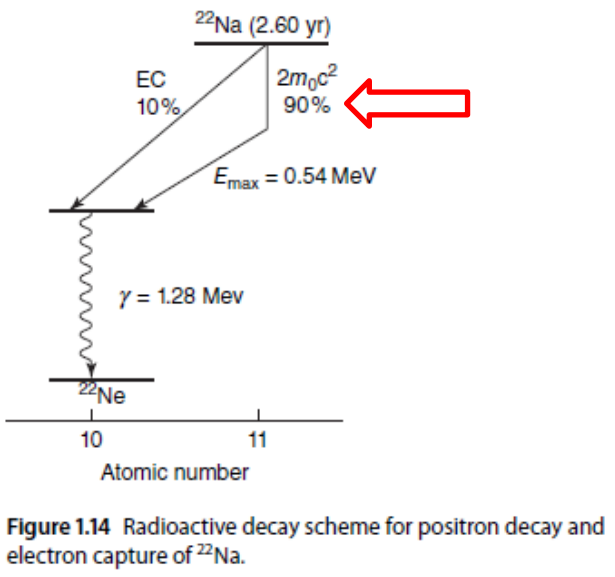 ²²Na (2.60 yr)
EC
10%
2m₀c²
90%
Eₘₐₓ = 0.54 MeV
γ = 1.28 Mev
²²Ne
10 11
Atomic number
Figure 1.14 Radioactive decay scheme for positron decay and
electron capture of ²²Na.